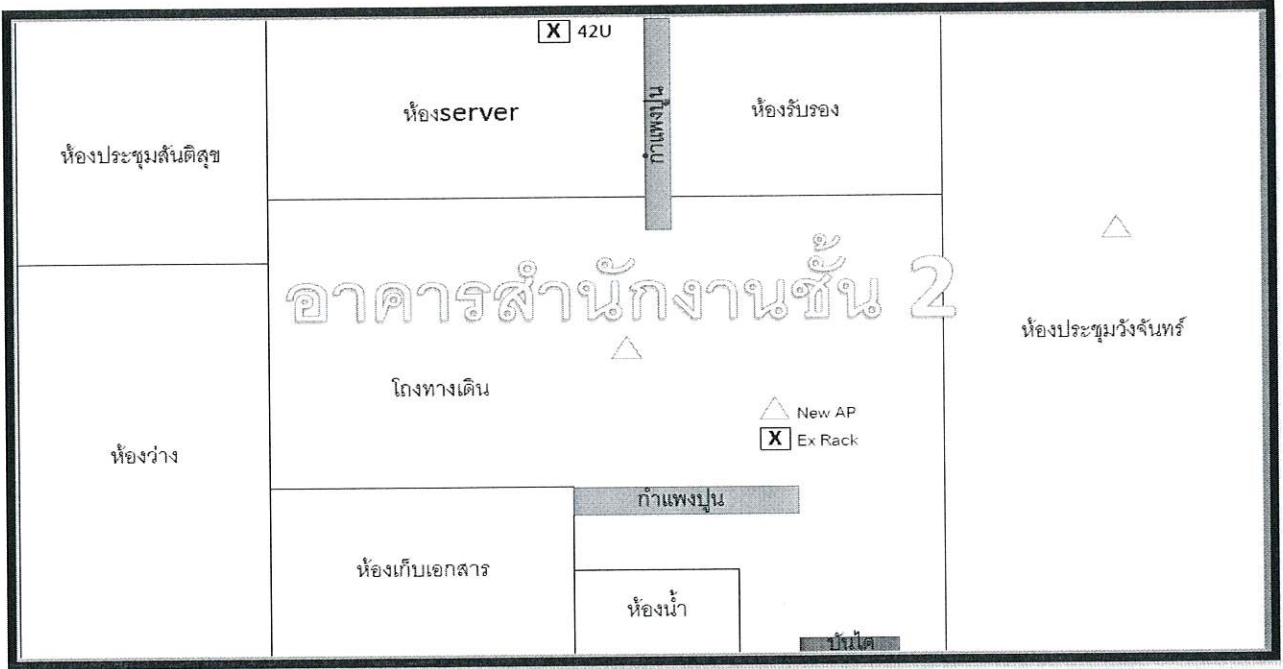 X 42U
ห้องserver
กำแพงปูน
ห้องรับรอง
ห้องประชุมสันติสุข
อาคารสำนักงานชั้น 2
ห้องประชุมวังจันทร์
โถงทางเดิน
New AP
X Ex Rack
ห้องว่าง
กำแพงปูน
ห้องเก็บเอกสาร
ห้องน้ำ
บันได